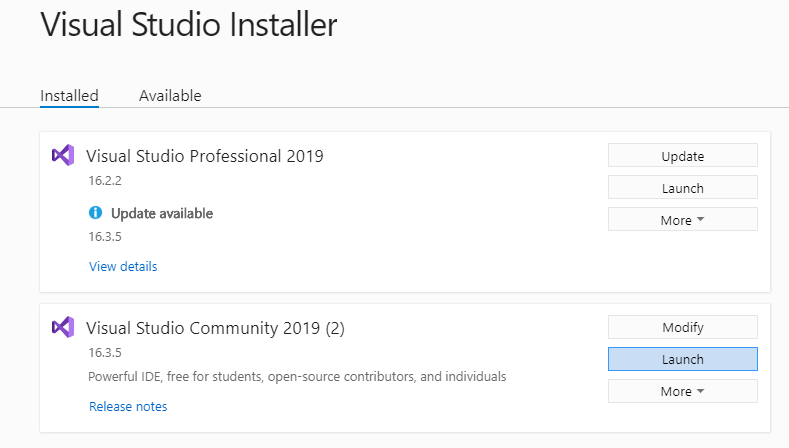 Visual Studio Installer
Installed Available
Visual Studio Professional 2019
16.2.2
Update available
16.3.5
View details
Update
Launch
More
Visual Studio Community 2019 (2)
16.3.5
Powerful IDE, free for students, open-source contributors, and individuals
Release notes
Modify
Launch
More